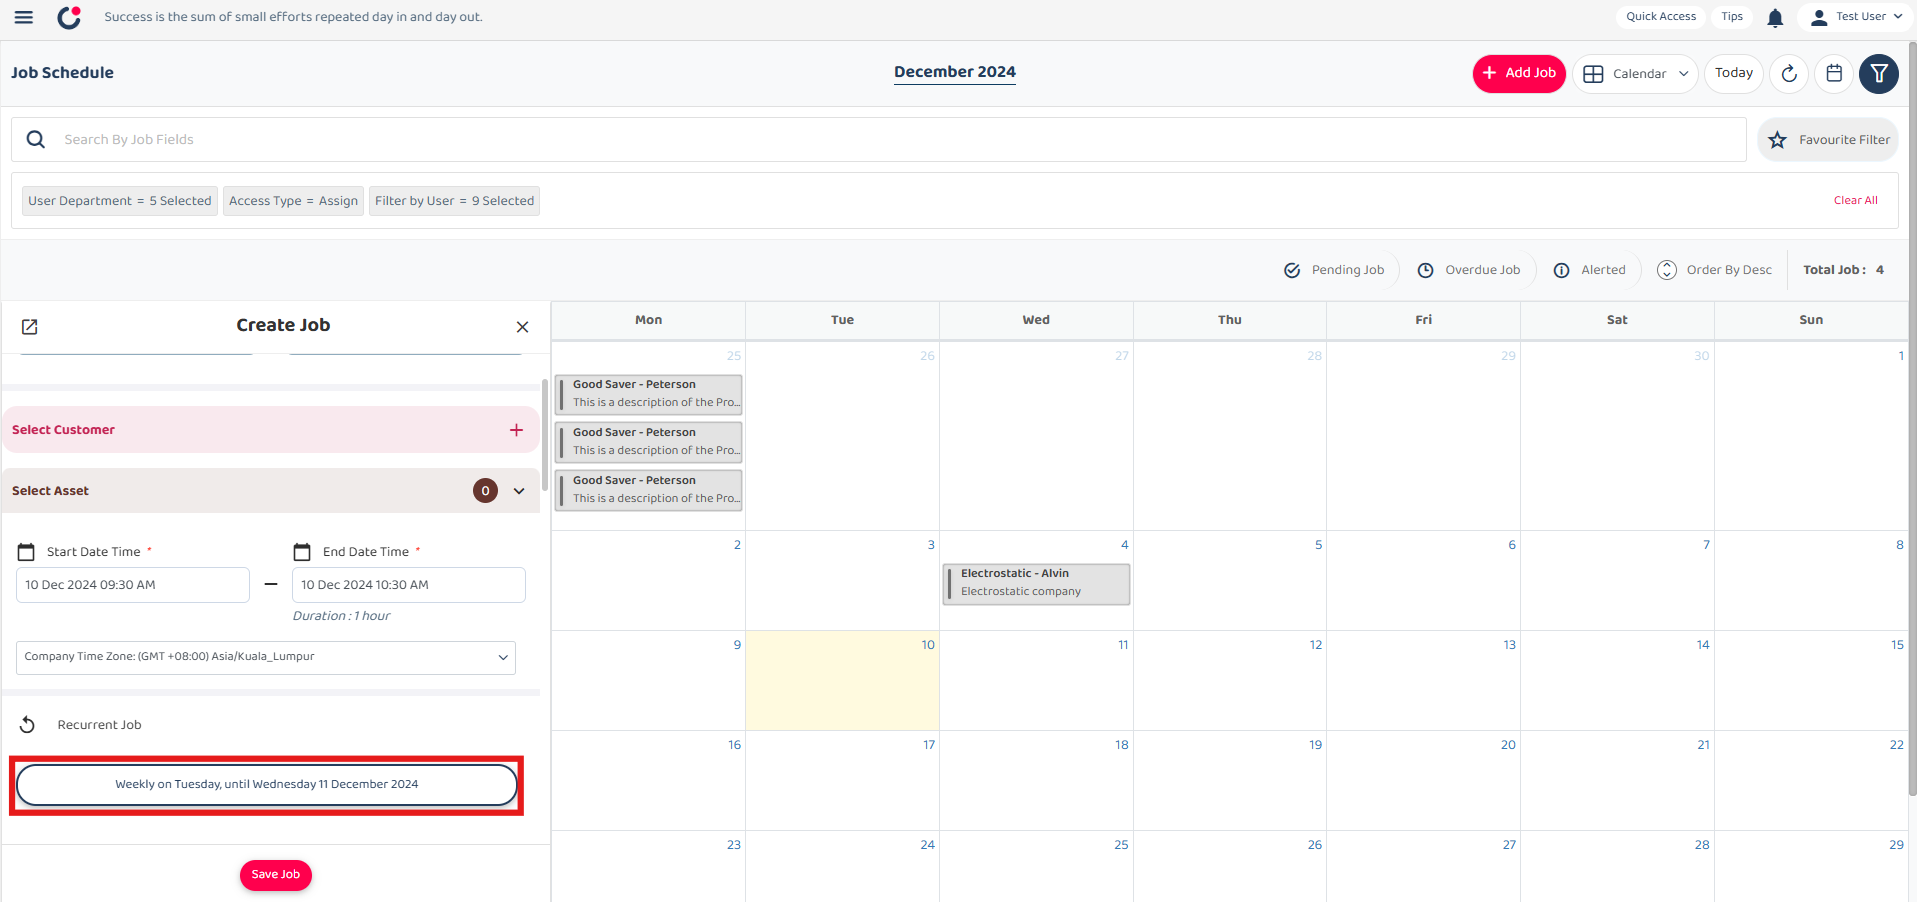 Success is the sum of small efforts repeated day in and day out.
Quick Access
Tips
Test User
Job Schedule
December 2024
+ Add Job
Calendar
Today
Search By Job Fields
Favourite Filter
User Department = 5 Selected
Access Type = Assign
Filter by User = 9 Selected
Clear All
Pending Job
Overdue Job
Alerted
Order By Desc
Total Job : 4
Create Job
Select Customer
Select Asset
0
Start Date Time *
End Date Time *
10 Dec 2024 09:30 AM
10 Dec 2024 10:30 AM
Duration : 1 hour
Company Time Zone: (GMT +08:00) Asia/Kuala_Lumpur
Recurrent Job
Weekly on Tuesday, until Wednesday 11 December 2024
Save Job
Mon Tue Wed Thu Fri Sat Sun
25 26 27 28 29 30 1
Good Saver - Peterson
This is a description of the Pro...
Good Saver - Peterson
This is a description of the Pro...
Good Saver - Peterson
This is a description of the Pro...
2 3 4 5 6 7 8
Electrostatic - Alvin
Electrostatic company
9 10 11 12 13 14 15
16 17 18 19 20 21 22
23 24 25 26 27 28 29